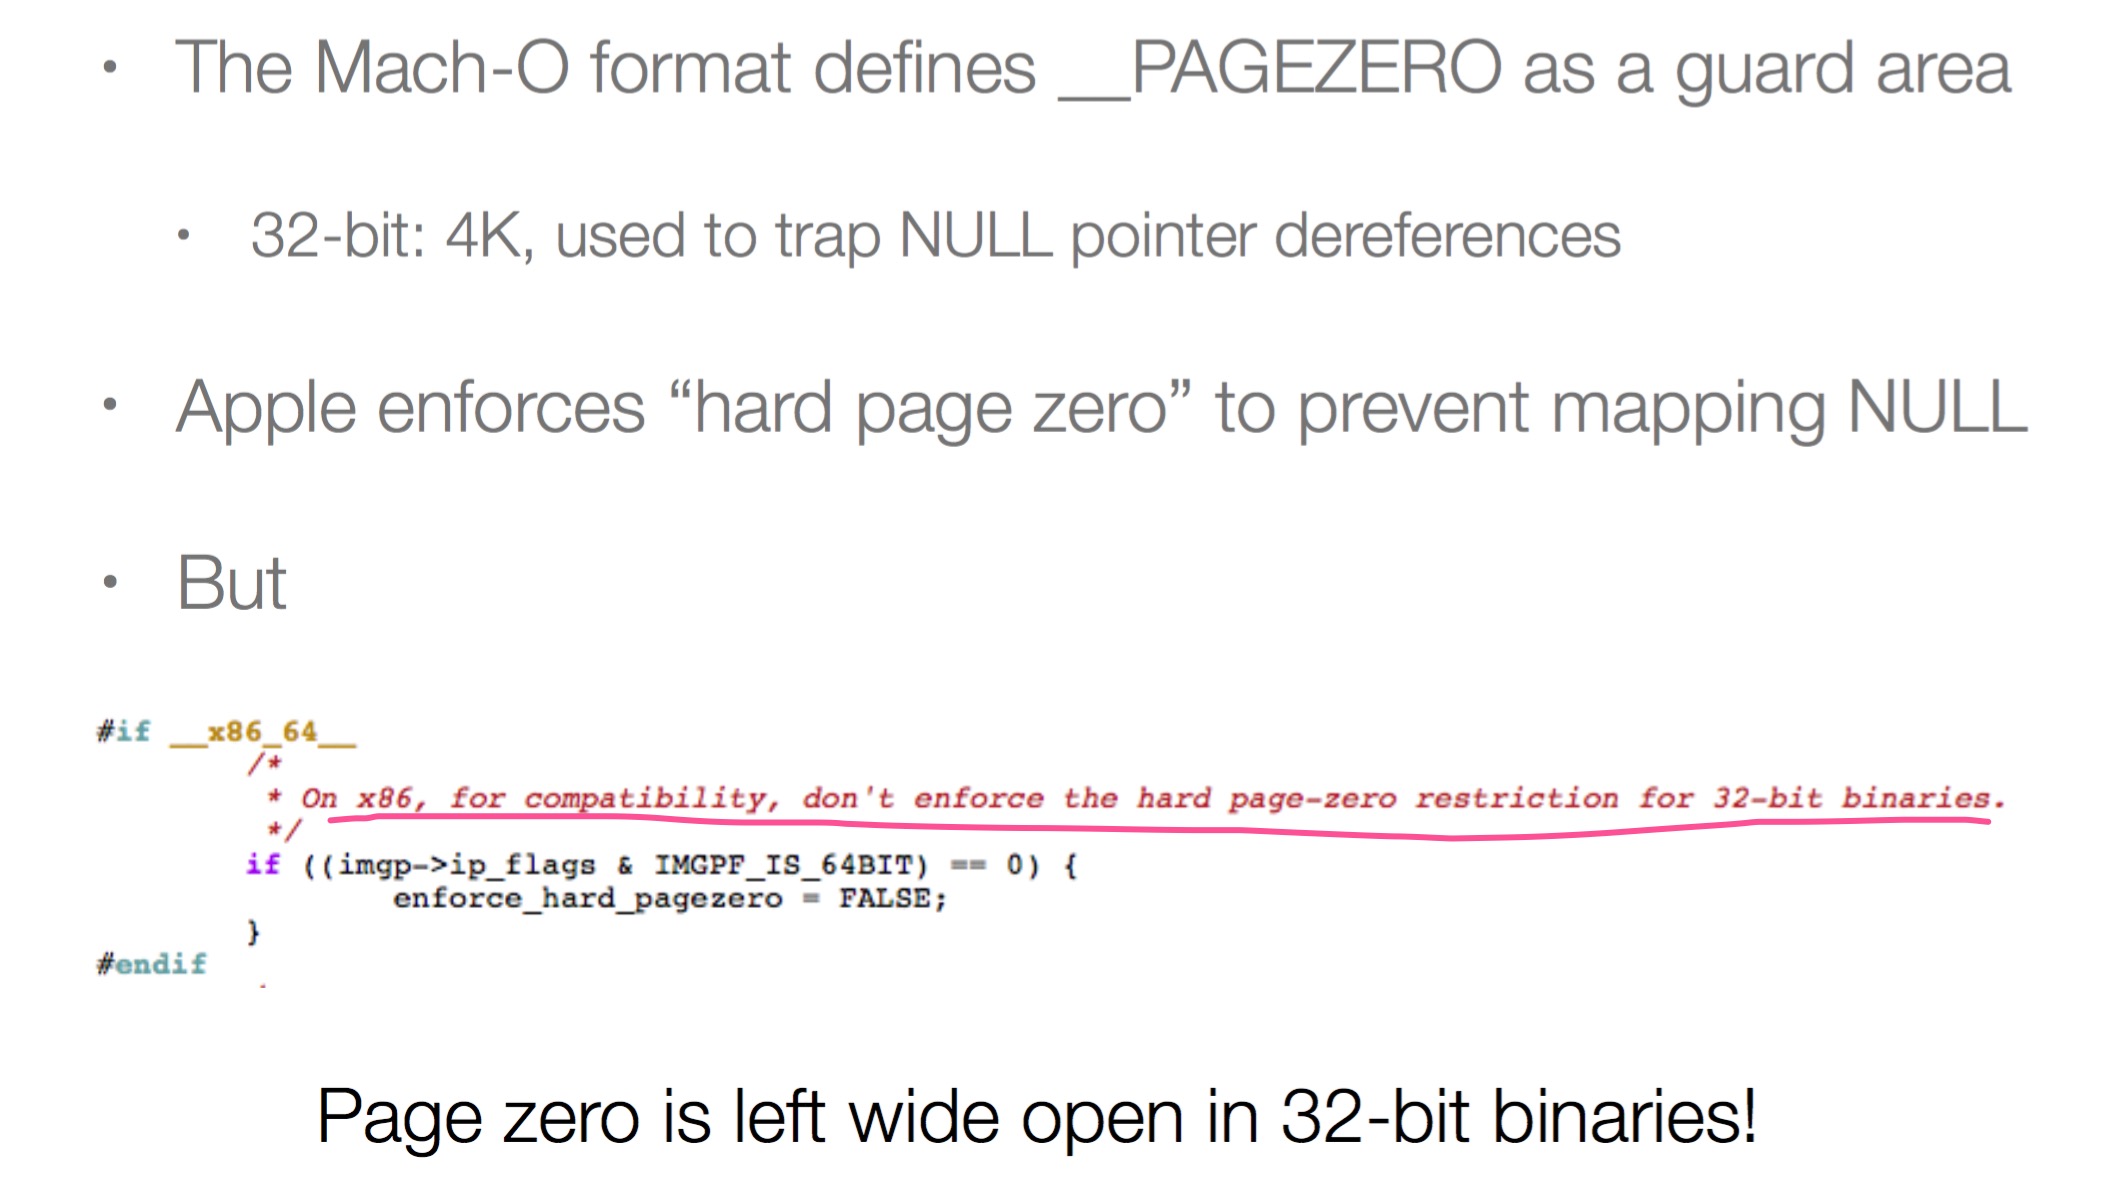 • The Mach-O format defines __PAGEZERO as a guard area
• 32-bit: 4K, used to trap NULL pointer dereferences
• Apple enforces “hard page zero” to prevent mapping NULL
• But
#if __x86_64__
/*
* On x86, for compatibility, don't enforce the hard page-zero restriction for 32-bit binaries.
*/
if ((imgp->ip_flags & IMGPF_IS_64BIT) == 0) {
enforce_hard_pagezero = FALSE;
}
#endif
Page zero is left wide open in 32-bit binaries!